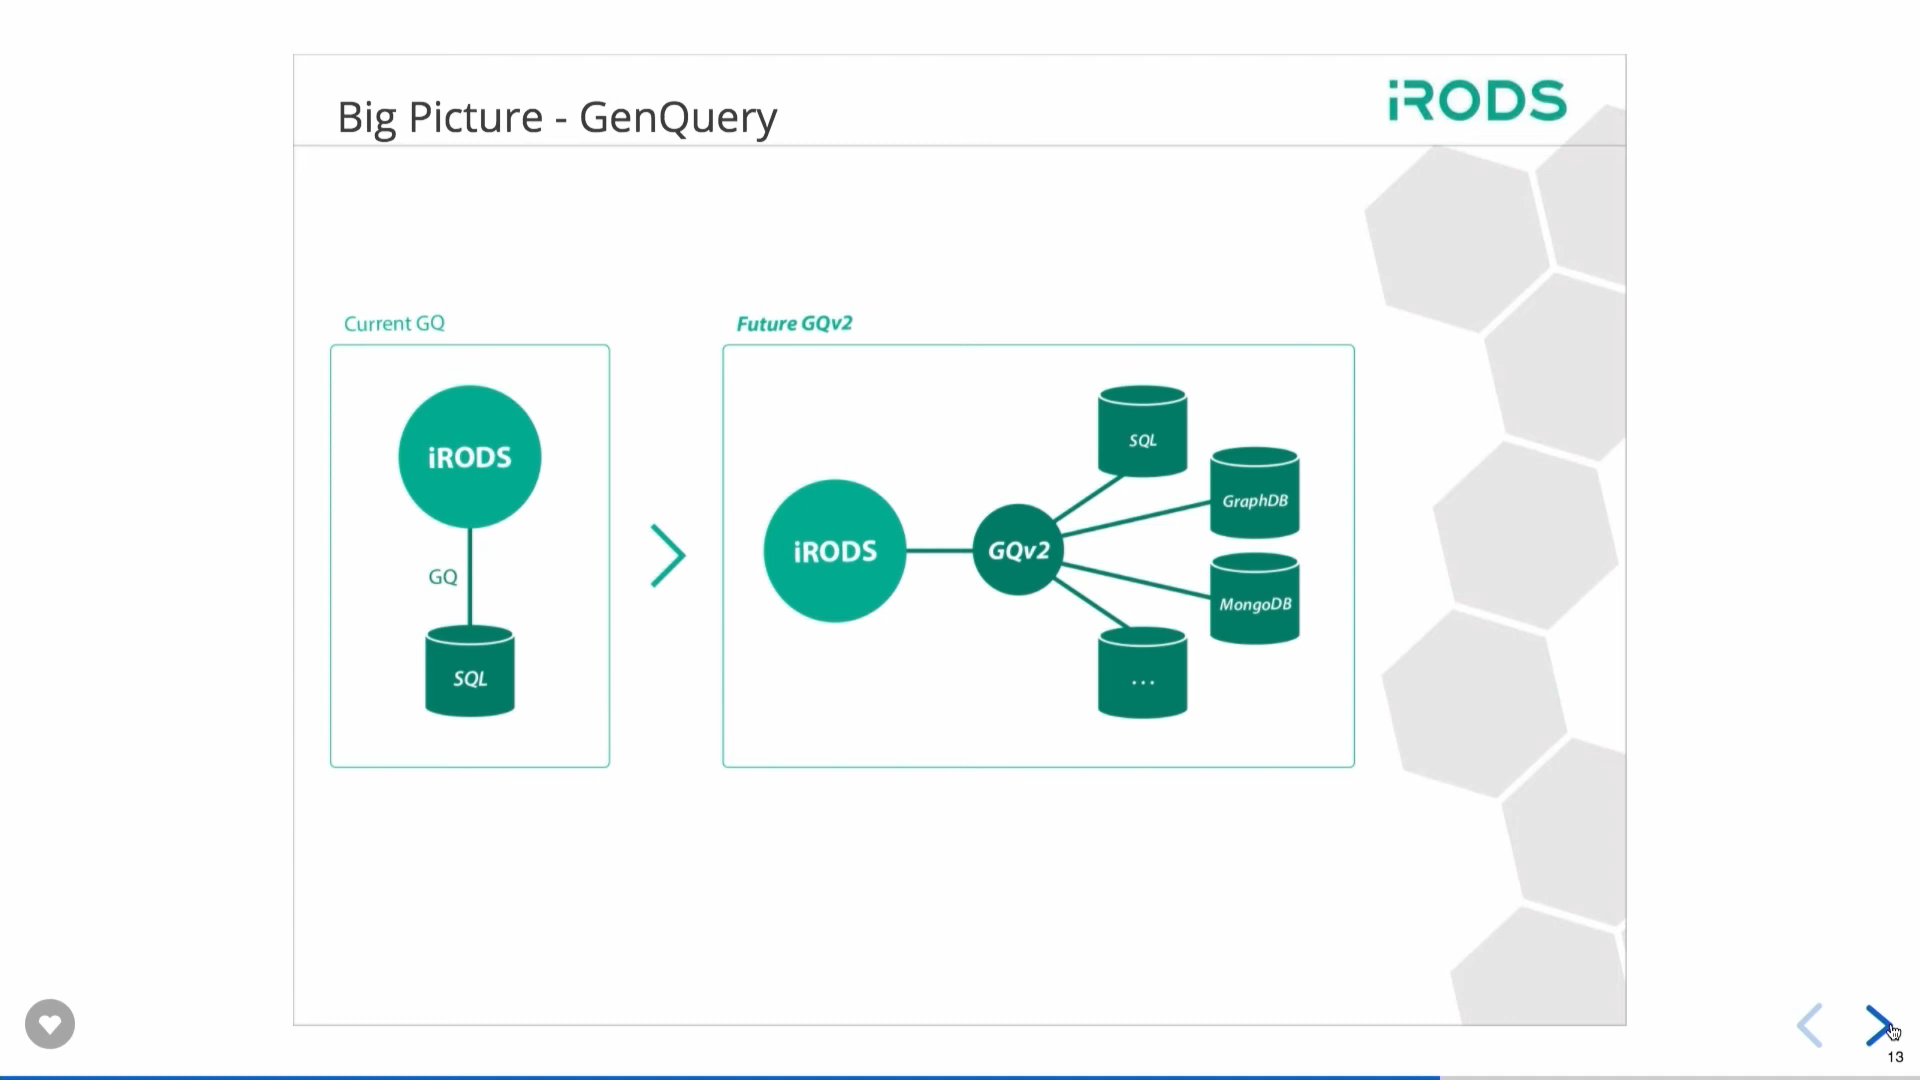 Big Picture - GenQuery
iRODS
Current GQ
iRODS
GQ
SQL
Future GQv2
iRODS
GQv2
SQL
GraphDB
MongoDB
...
13